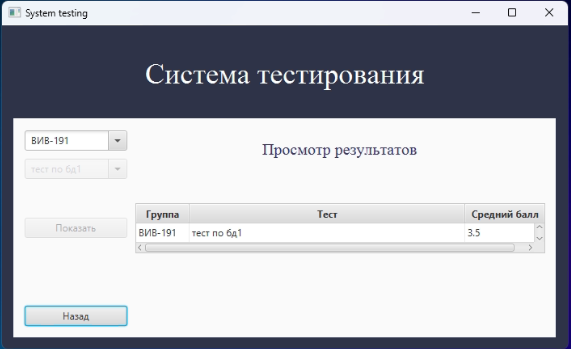 System testing
Система тестирования
ВИВ-191
Просмотр результатов
тест по бд1
Показать
Группа Тест Средний балл
ВИВ-191 тест по бд1 3.5
Назад